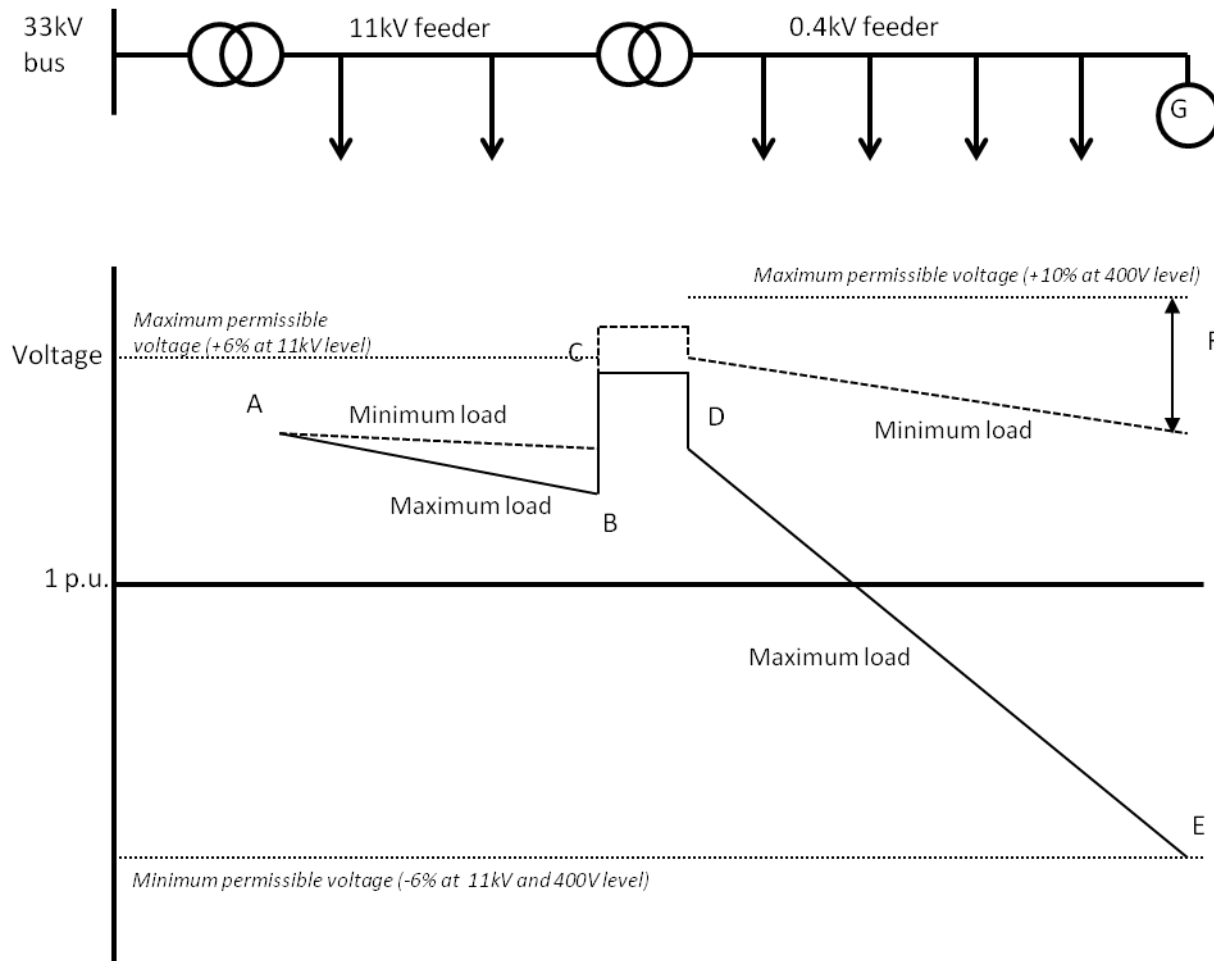 33kV
bus
11kV feeder
0.4kV feeder
G
Maximum permissible voltage (+10% at 400V level)
Maximum permissible
voltage (+6% at 11kV level)
Voltage
C
F
A
Minimum load
D
Minimum load
Maximum load
B
1 p.u.
Maximum load
E
Minimum permissible voltage (-6% at 11kV and 400V level)